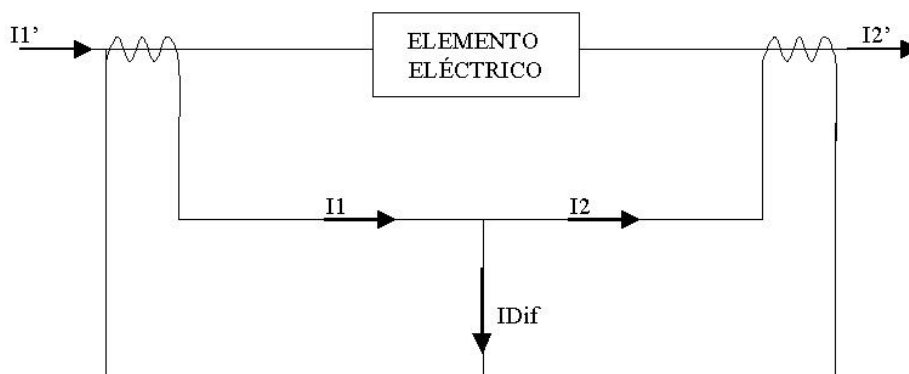 I1’
ELEMENTO
ELÉCTRICO
I2’
I1
I2
IDif